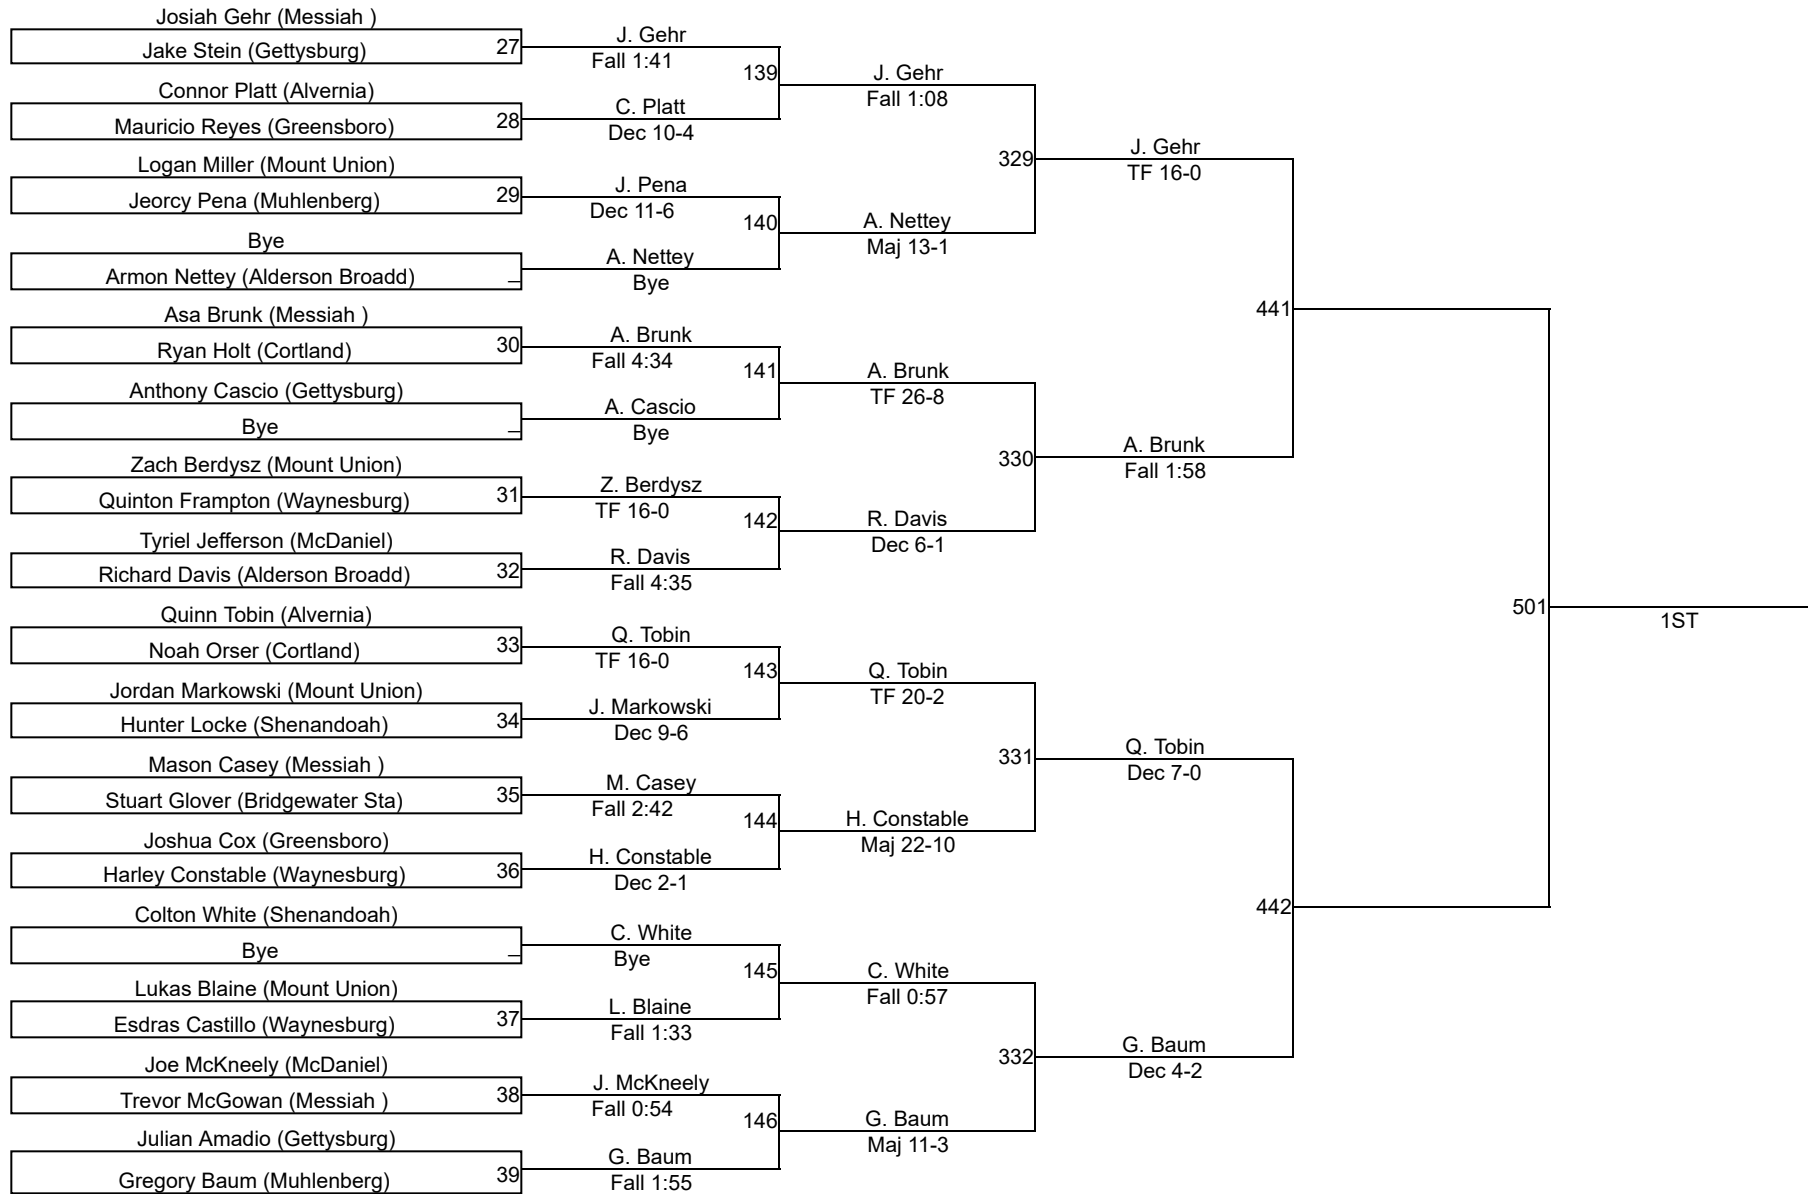 Josiah Gehr (Messiah )
Jake Stein (Gettysburg)
27
Connor Platt (Alvernia)
Mauricio Reyes (Greensboro)
28
Logan Miller (Mount Union)
Jeorcy Pena (Muhlenberg)
29
Bye
Armon Nettey (Alderson Broadd)
_
Asa Brunk (Messiah )
Ryan Holt (Cortland)
30
Anthony Cascio (Gettysburg)
Bye
_
Zach Berdysz (Mount Union)
Quinton Frampton (Waynesburg)
31
Tyriel Jefferson (McDaniel)
Richard Davis (Alderson Broadd)
32
Quinn Tobin (Alvernia)
Noah Orser (Cortland)
33
Jordan Markowski (Mount Union)
Hunter Locke (Shenandoah)
34
Mason Casey (Messiah )
Stuart Glover (Bridgewater Sta)
35
Joshua Cox (Greensboro)
Harley Constable (Waynesburg)
36
Colton White (Shenandoah)
Bye
_
Lukas Blaine (Mount Union)
Esdras Castillo (Waynesburg)
37
Joe McKneely (McDaniel)
Trevor McGowan (Messiah )
38
Julian Amadio (Gettysburg)
Gregory Baum (Muhlenberg)
39
J. Gehr
Fall 1:41
139
C. Platt
Dec 10-4
J. Pena
Dec 11-6
140
A. Nettey
Bye
A. Brunk
Fall 4:34
141
A. Cascio
Bye
Z. Berdysz
TF 16-0
142
R. Davis
Fall 4:35
Q. Tobin
TF 16-0
143
J. Markowski
Dec 9-6
M. Casey
Fall 2:42
144
H. Constable
Dec 2-1
C. White
Bye
145
L. Blaine
Fall 1:33
J. McKneely
Fall 0:54
146
G. Baum
Fall 1:55
J. Gehr
Fall 1:08
329
A. Nettey
Maj 13-1
A. Brunk
TF 26-8
330
R. Davis
Dec 6-1
Q. Tobin
TF 20-2
331
H. Constable
Maj 22-10
C. White
Fall 0:57
332
G. Baum
Maj 11-3
J. Gehr
TF 16-0
441
A. Brunk
Fall 1:58
Q. Tobin
Dec 7-0
442
G. Baum
Dec 4-2
501
1ST